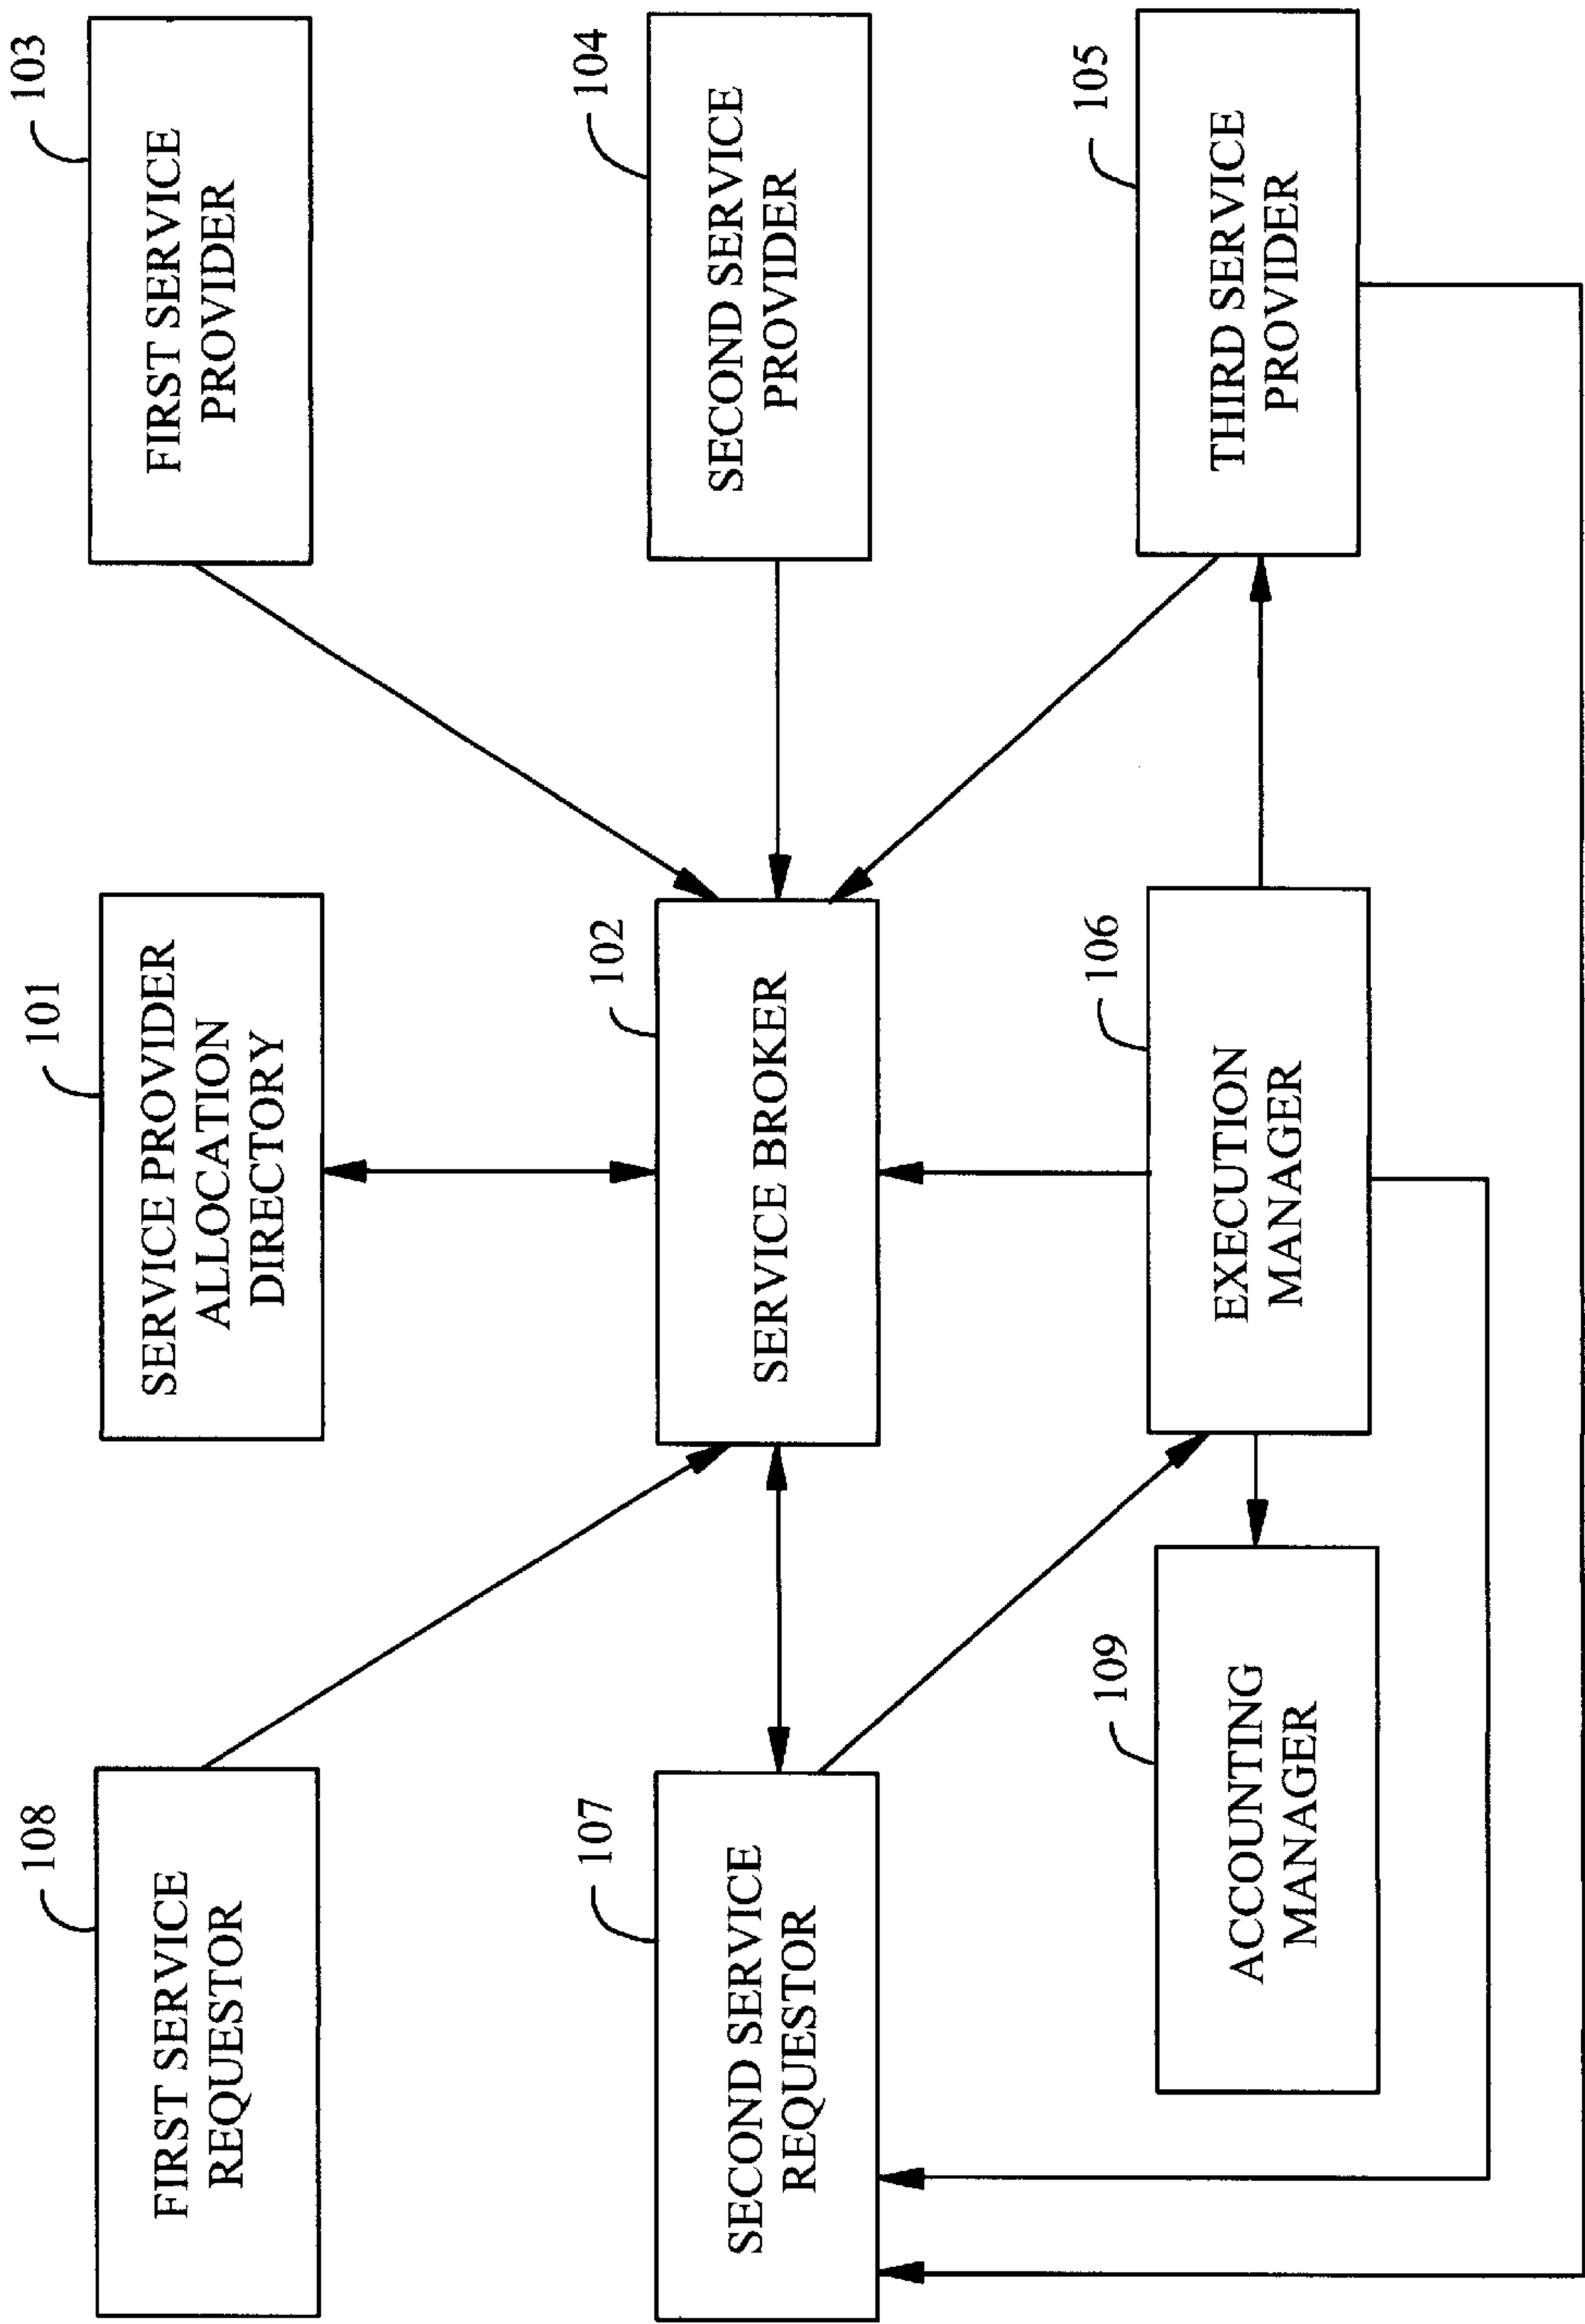 108
FIRST SERVICE
REQUESTOR
101
SERVICE PROVIDER
ALLOCATION
DIRECTORY
103
FIRST SERVICE
PROVIDER
107
SECOND SERVICE
REQUESTOR
102
SERVICE BROKER
104
SECOND SERVICE
PROVIDER
109
ACCOUNTING
MANAGER
106
EXECUTION
MANAGER
105
THIRD SERVICE
PROVIDER